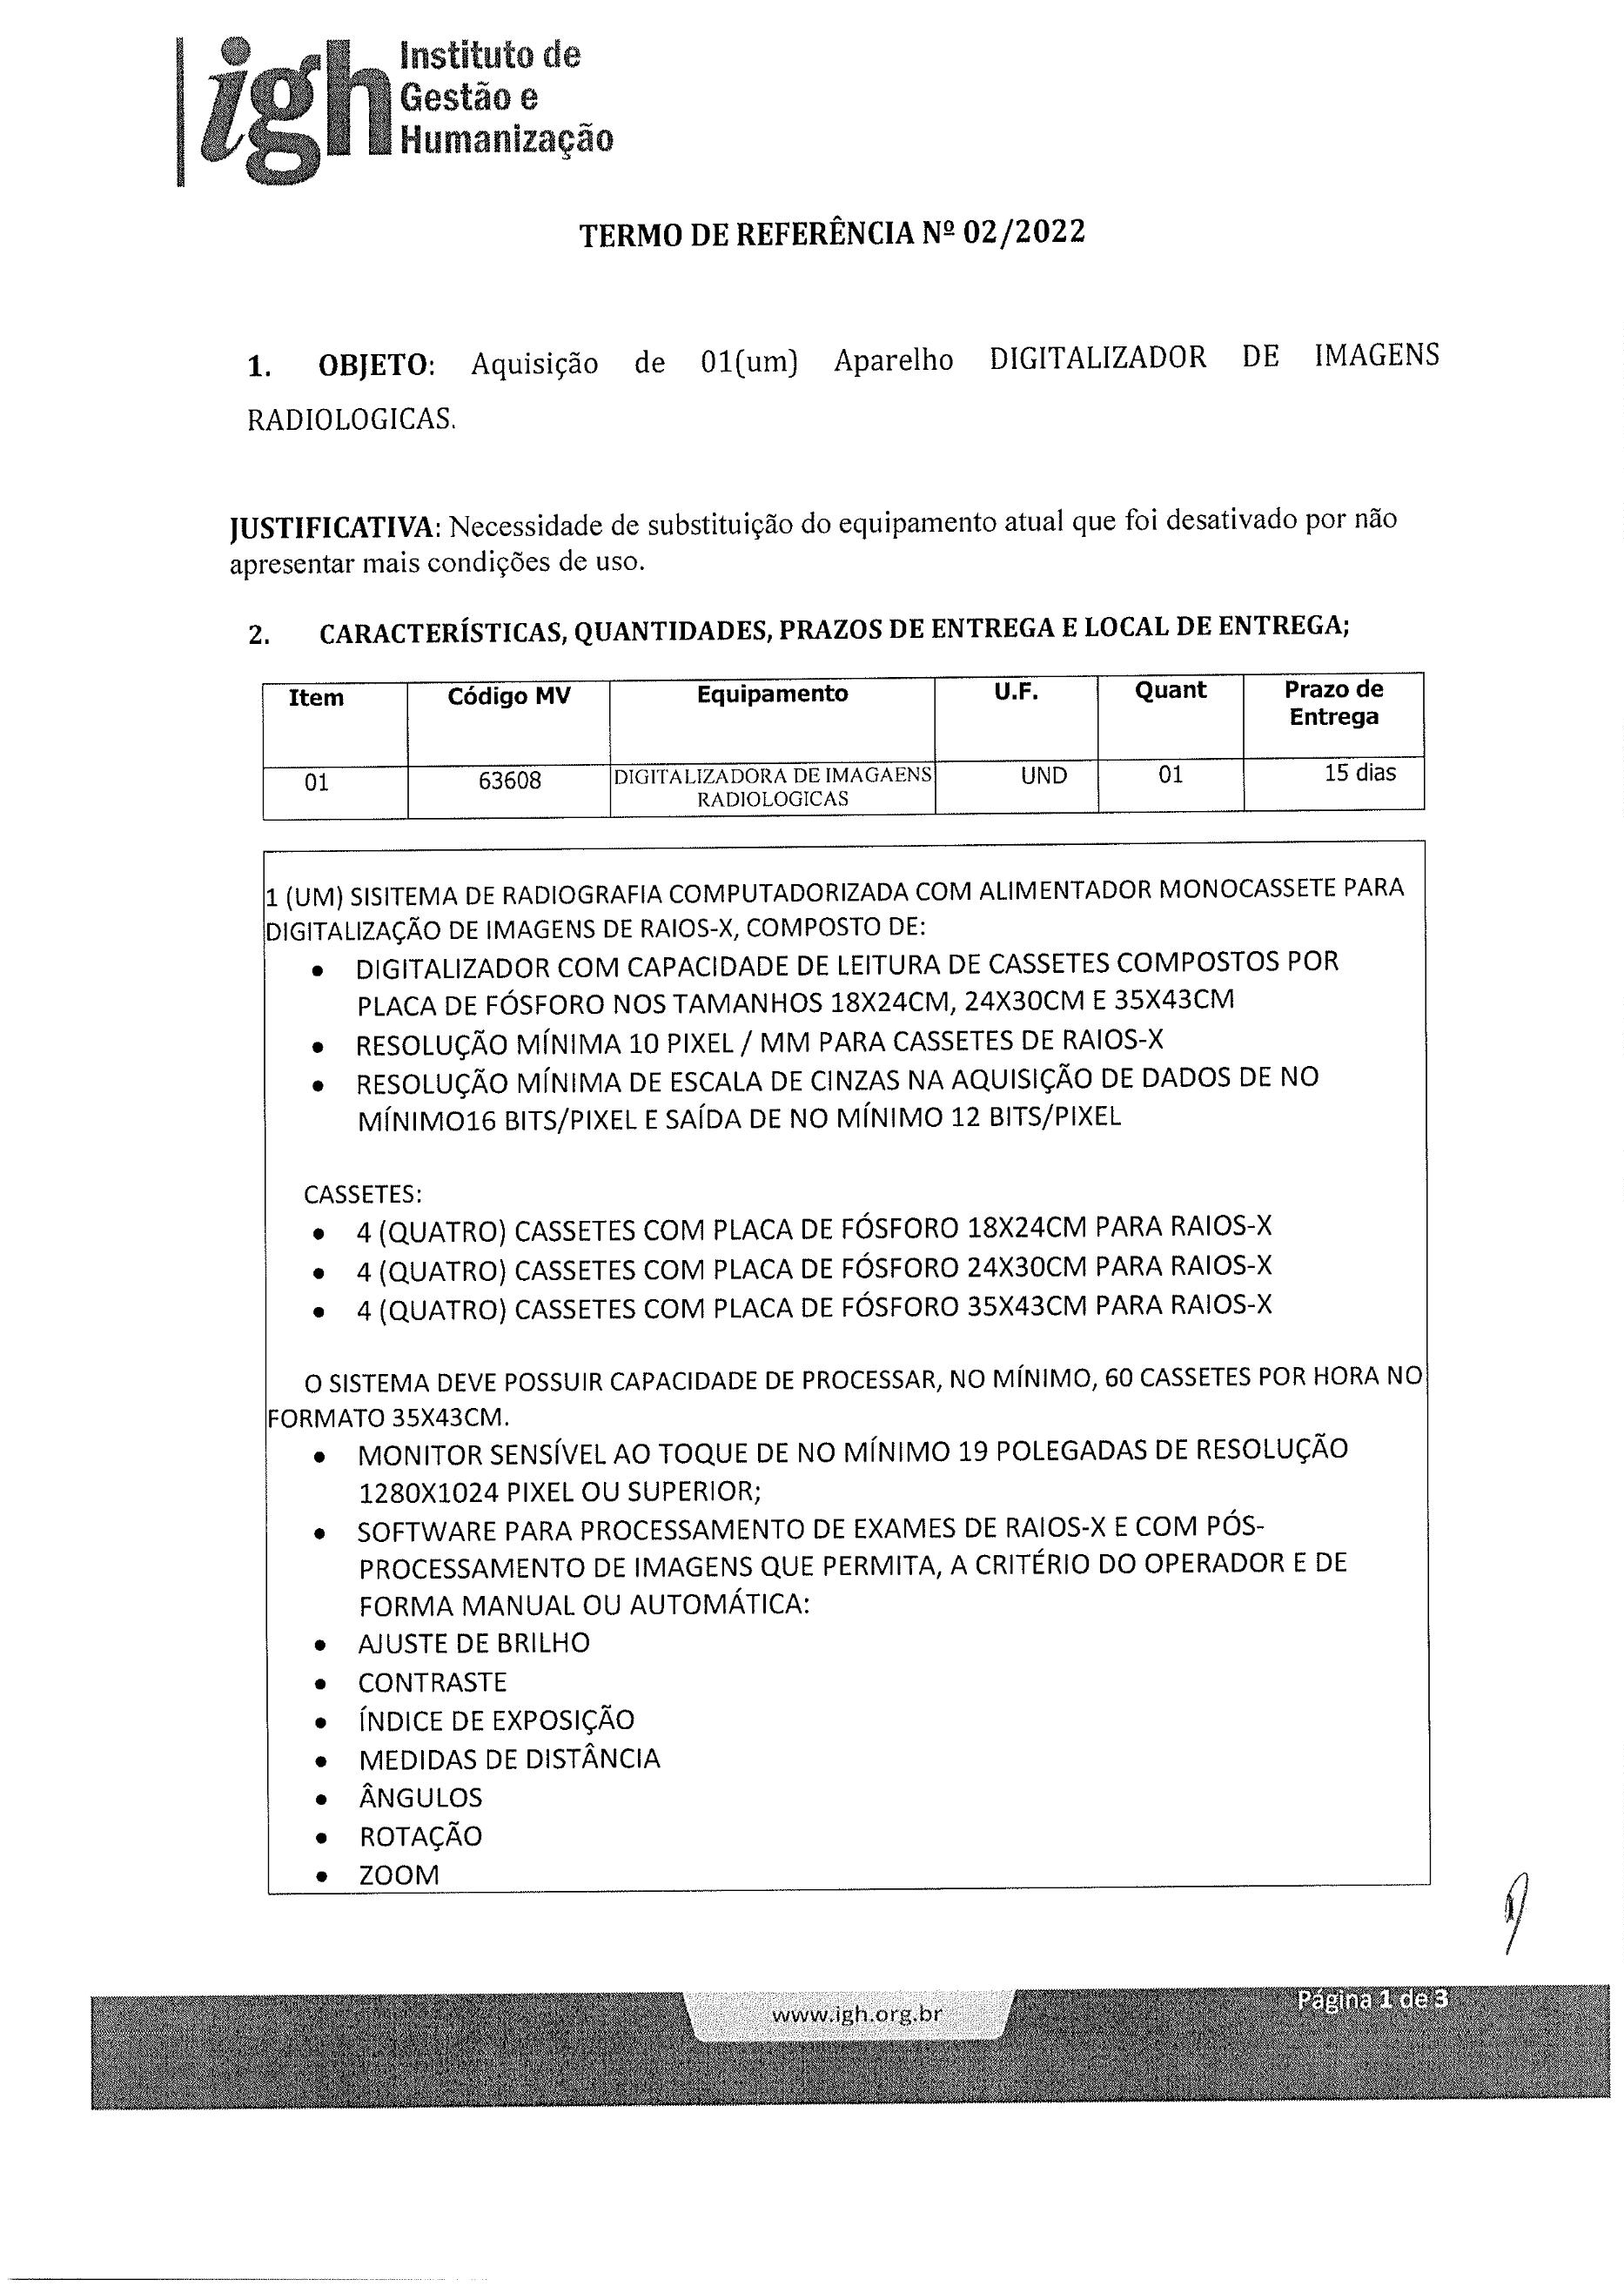 igh Instituto de
Gestão e
Humanização
TERMO DE REFERÊNCIA Nº 02/2022
1. OBJETO: Aquisição de 01(um) Aparelho DIGITALIZADOR DE IMAGENS
RADIOLOGICAS.
JUSTIFICATIVA: Necessidade de substituição do equipamento atual que foi desativado por não
apresentar mais condições de uso.
2. CARACTERÍSTICAS, QUANTIDADES, PRAZOS DE ENTREGA E LOCAL DE ENTREGA;
Item Código MV Equipamento U.F. Quant Prazo de
Entrega
01 63608 DIGITALIZADORA DE IMAGAENS UND 01 15 dias
RADIOLOGICAS
1 (UM) SISITEMA DE RADIOGRAFIA COMPUTADORIZADA COM ALIMENTADOR MONOCASSETE PARA
DIGITALIZAÇÃO DE IMAGENS DE RAIOS-X, COMPOSTO DE:
• DIGITALIZADOR COM CAPACIDADE DE LEITURA DE CASSETES COMPOSTOS POR
PLACA DE FÓSFORO NOS TAMANHOS 18X24CM, 24X30CM E 35X43CM
• RESOLUÇÃO MÍNIMA 10 PIXEL / MM PARA CASSETES DE RAIOS-X
• RESOLUÇÃO MÍNIMA DE ESCALA DE CINZAS NA AQUISIÇÃO DE DADOS DE NO
MÍNIMO16 BITS/PIXEL E SAÍDA DE NO MÍNIMO 12 BITS/PIXEL
CASSETES:
• 4 (QUATRO) CASSETES COM PLACA DE FÓSFORO 18X24CM PARA RAIOS-X
• 4 (QUATRO) CASSETES COM PLACA DE FÓSFORO 24X30CM PARA RAIOS-X
• 4 (QUATRO) CASSETES COM PLACA DE FÓSFORO 35X43CM PARA RAIOS-X
O SISTEMA DEVE POSSUIR CAPACIDADE DE PROCESSAR, NO MÍNIMO, 60 CASSETES POR HORA NO
FORMATO 35X43CM.
• MONITOR SENSÍVEL AO TOQUE DE NO MÍNIMO 19 POLEGADAS DE RESOLUÇÃO
1280X1024 PIXEL OU SUPERIOR;
• SOFTWARE PARA PROCESSAMENTO DE EXAMES DE RAIOS-X E COM PÓS-
PROCESSAMENTO DE IMAGENS QUE PERMITA, A CRITÉRIO DO OPERADOR E DE
FORMA MANUAL OU AUTOMÁTICA:
• AJUSTE DE BRILHO
• CONTRASTE
• ÍNDICE DE EXPOSIÇÃO
• MEDIDAS DE DISTÂNCIA
• ÂNGULOS
• ROTAÇÃO
• ZOOM
www.igh.org.br
Página 1 de 3